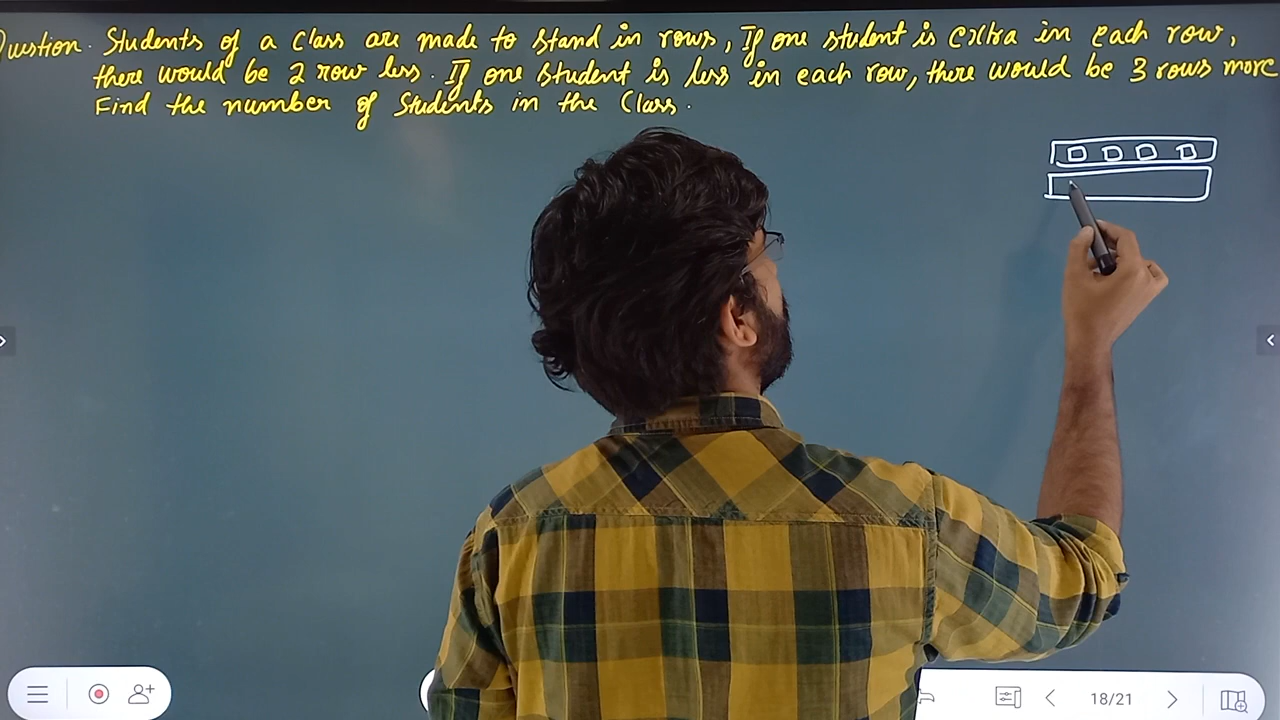 Question. Students of a Class are made to Stand in rows, If one student is extra in each row,
there would be 2 row less. If one Student is less in each row, there would be 3 rows more
Find the number of Students in the Class.
18/21